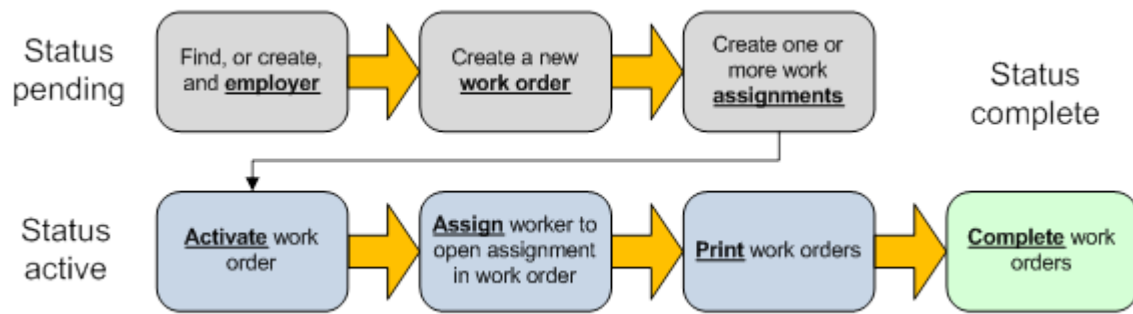 Status
pending
Find, or create,
and employer
Create a new
work order
Create one or
more work
assignments
Status
complete
Status
active
Activate work
order
Assign worker to
open assignment
in work order
Print work orders
Complete work
orders